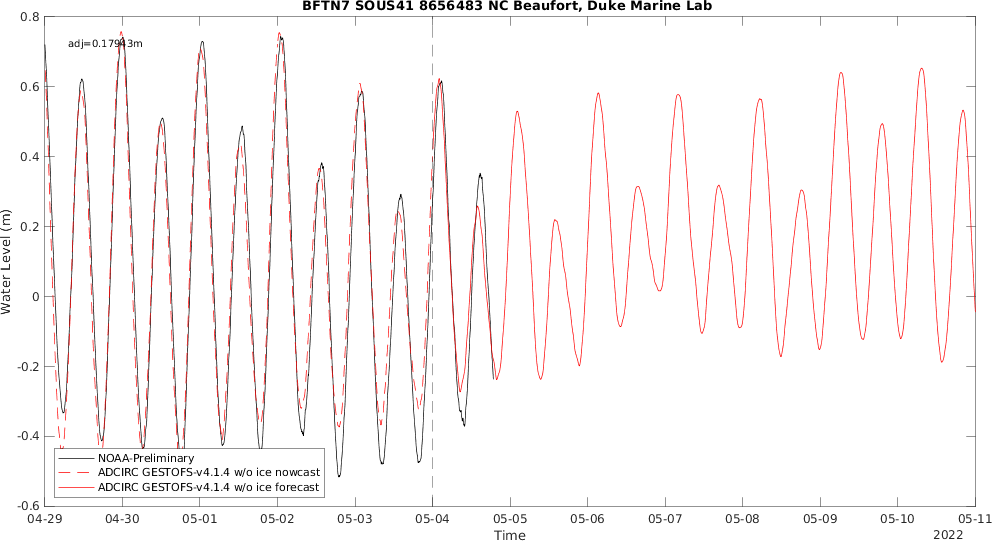 BFTN7 SOUS41 8656483 NC Beaufort, Duke Marine Lab
adj=0.17943m
0.8
0.6
0.4
0.2
0
-0.2
-0.4
-0.6
Water Level (m)
NOAA-Preliminary
ADCIRC GESTOFS-v4.1.4 w/o ice nowcast
ADCIRC GESTOFS-v4.1.4 w/o ice forecast
04-29 04-30 05-01 05-02 05-03 05-04 05-05 05-06 05-07 05-08 05-09 05-10 05-11
Time
2022